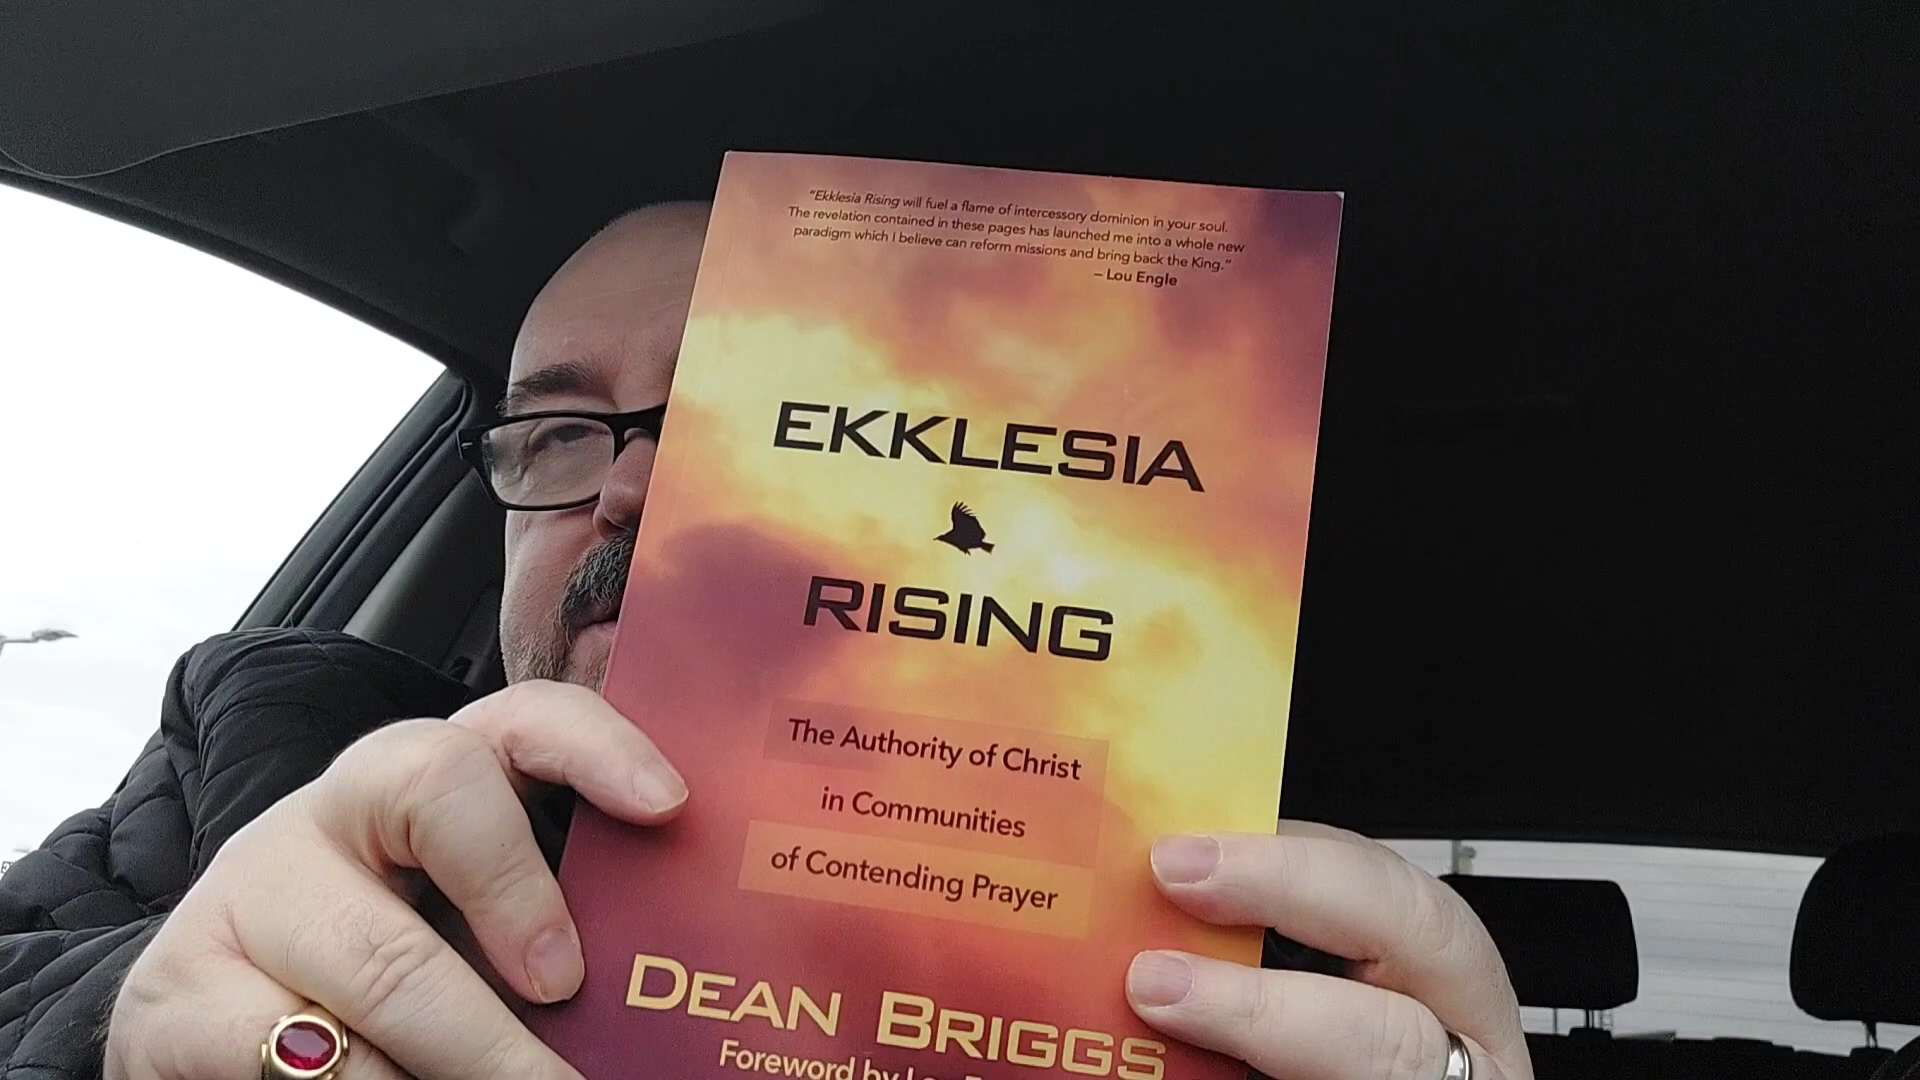 “Ekklesia Rising will fuel a flame of intercessory dominion in your soul.
The revelation contained in these pages has launched me into a whole new
paradigm which I believe can reform missions and bring back the King.”
– Lou Engle
EKKLESIA
RISING
The Authority of Christ
in Communities
of Contending Prayer
DEAN BRIGGS
Foreword by